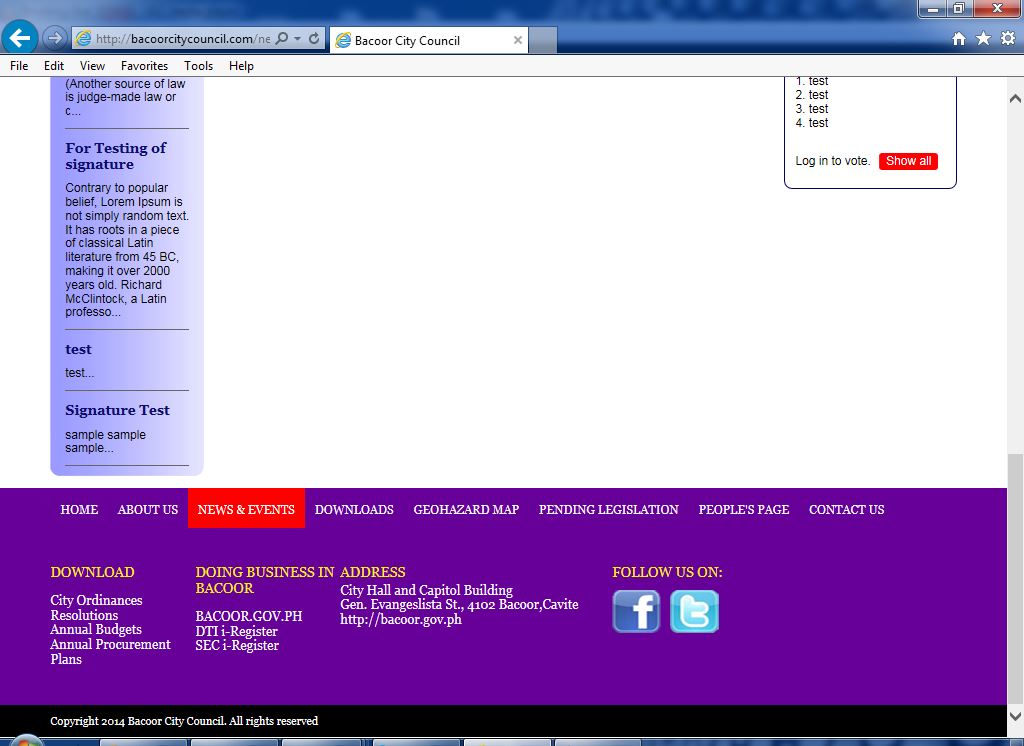 http://bacoorcitycouncil.com/ne
Bacoor City Council
File Edit View Favorites Tools Help
(Another source of law
is judge-made law or
c...
For Testing of
signature
Contrary to popular
belief, Lorem Ipsum is
not simply random text.
It has roots in a piece
of classical Latin
literature from 45 BC,
making it over 2000
years old. Richard
McClintock, a Latin
professo...
test
test...
Signature Test
sample sample
sample...
1. test
2. test
3. test
4. test
Log in to vote. Show all
HOME ABOUT US NEWS & EVENTS DOWNLOADS GEOHAZARD MAP PENDING LEGISLATION PEOPLE'S PAGE CONTACT US
DOWNLOAD
City Ordinances
Resolutions
Annual Budgets
Annual Procurement
Plans
DOING BUSINESS IN
BACOOR
BACOOR.GOV.PH
DTI i-Register
SEC i-Register
ADDRESS
City Hall and Capitol Building
Gen. Evangeslista St., 4102 Bacoor,Cavite
http://bacoor.gov.ph
FOLLOW US ON:
Copyright 2014 Bacoor City Council. All rights reserved